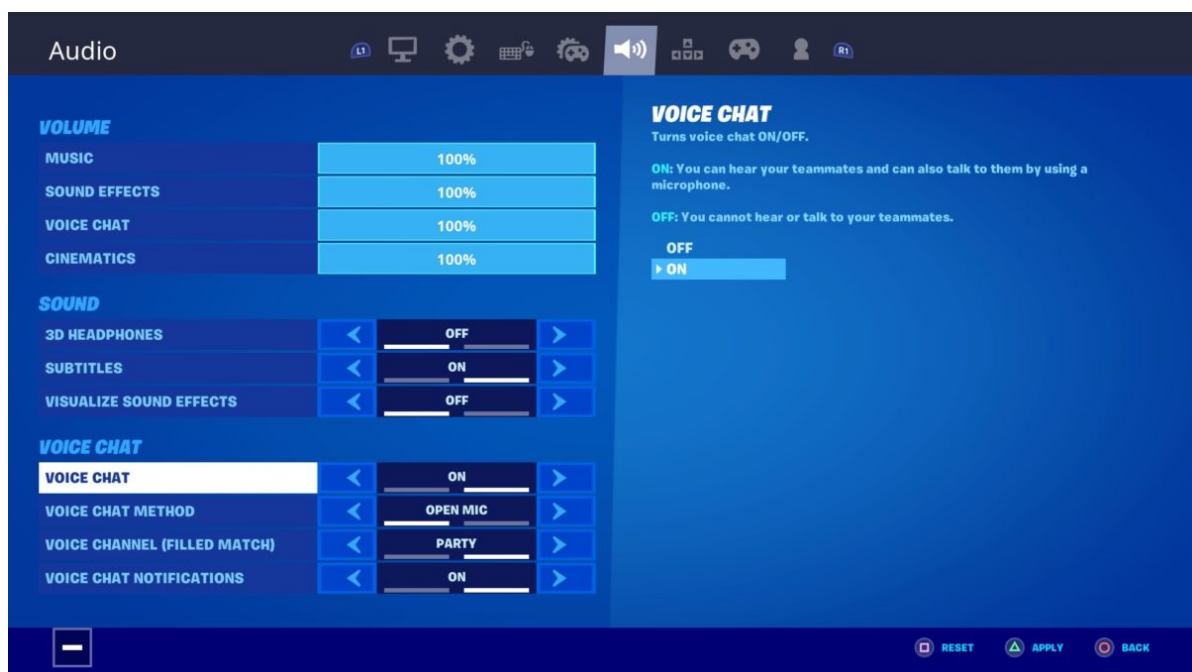 Audio
L1
R1
VOLUME
MUSIC 100%
SOUND EFFECTS 100%
VOICE CHAT 100%
CINEMATICS 100%
SOUND
3D HEADPHONES OFF
SUBTITLES ON
VISUALIZE SOUND EFFECTS OFF
VOICE CHAT
VOICE CHAT ON
VOICE CHAT METHOD OPEN MIC
VOICE CHANNEL (FILLED MATCH) PARTY
VOICE CHAT NOTIFICATIONS ON
VOICE CHAT
Turns voice chat ON/OFF.
ON: You can hear your teammates and can also talk to them by using a
microphone.
OFF: You cannot hear or talk to your teammates.
OFF
ON
RESET
APPLY
BACK